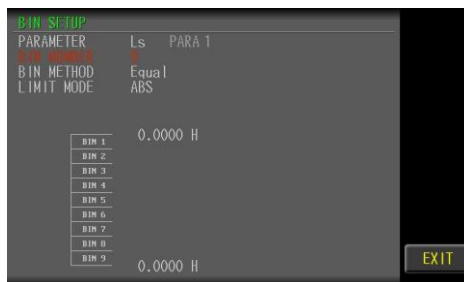 BIN SETUP
PARAMETER Ls PARA 1
BIN NUMBER 9
BIN METHOD Equal
LIMIT MODE ABS
0.0000 H
BIN 1
BIN 2
BIN 3
BIN 4
BIN 5
BIN 6
BIN 7
BIN 8
BIN 9
0.0000 H
EXIT